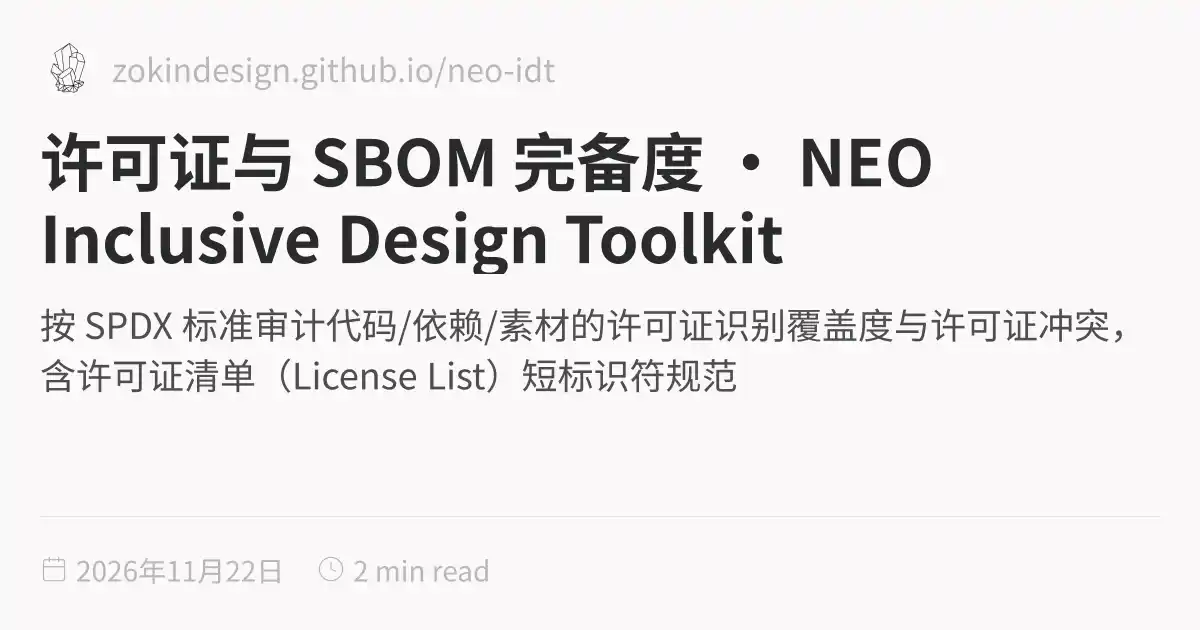 zokindesign.github.io/neo-idt
许可证与 SBOM 完备度 · NEO
Inclusive Design Toolkit
按 SPDX 标准审计代码/依赖/素材的许可证识别覆盖度与许可证冲突，
含许可证清单（License List）短标识符规范
2026年11月22日 2 min read